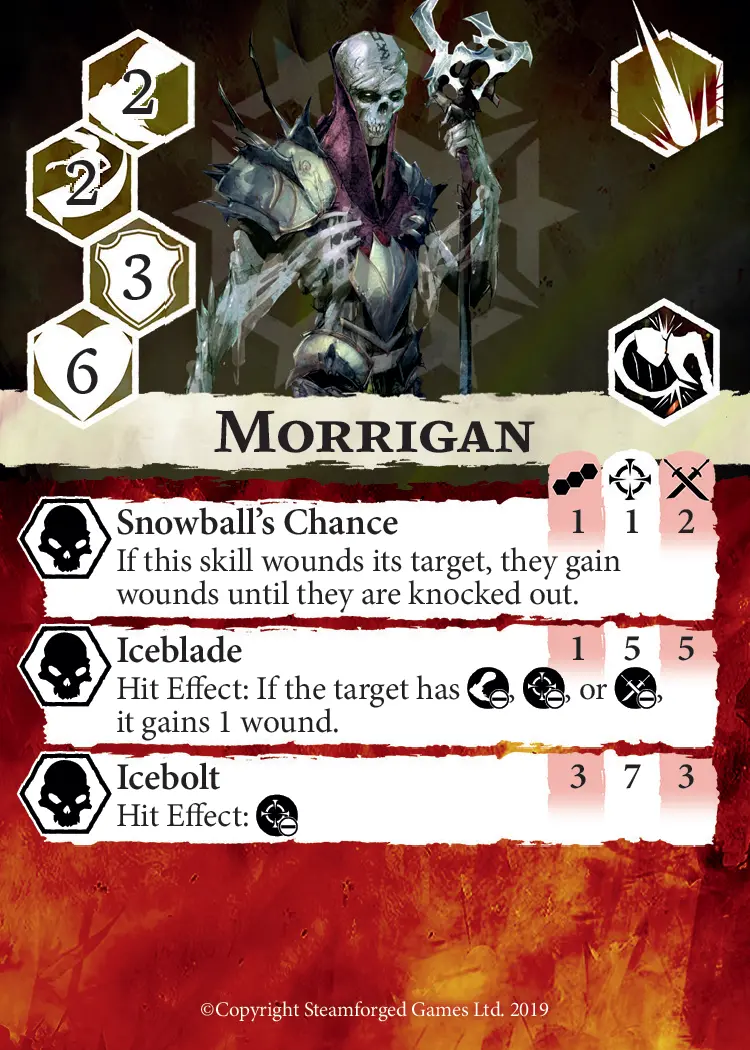 2
2
3
6
MORRIGAN
Snowball's Chance 1 1 2
If this skill wounds its target, they gain
wounds until they are knocked out.
Iceblade 1 5 5
Hit Effect: If the target has , , or ,
it gains 1 wound.
Icebolt 3 7 3
Hit Effect:
©Copyright Steamforged Games Ltd. 2019